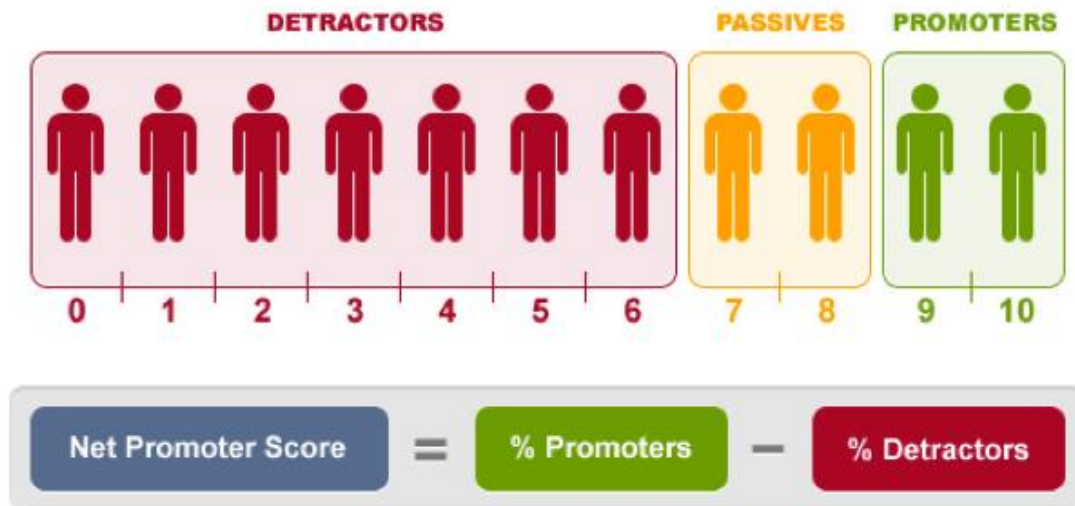 DETRACTORS PASSIVES PROMOTERS
0 1 2 3 4 5 6 7 8 9 10
Net Promoter Score = % Promoters − % Detractors